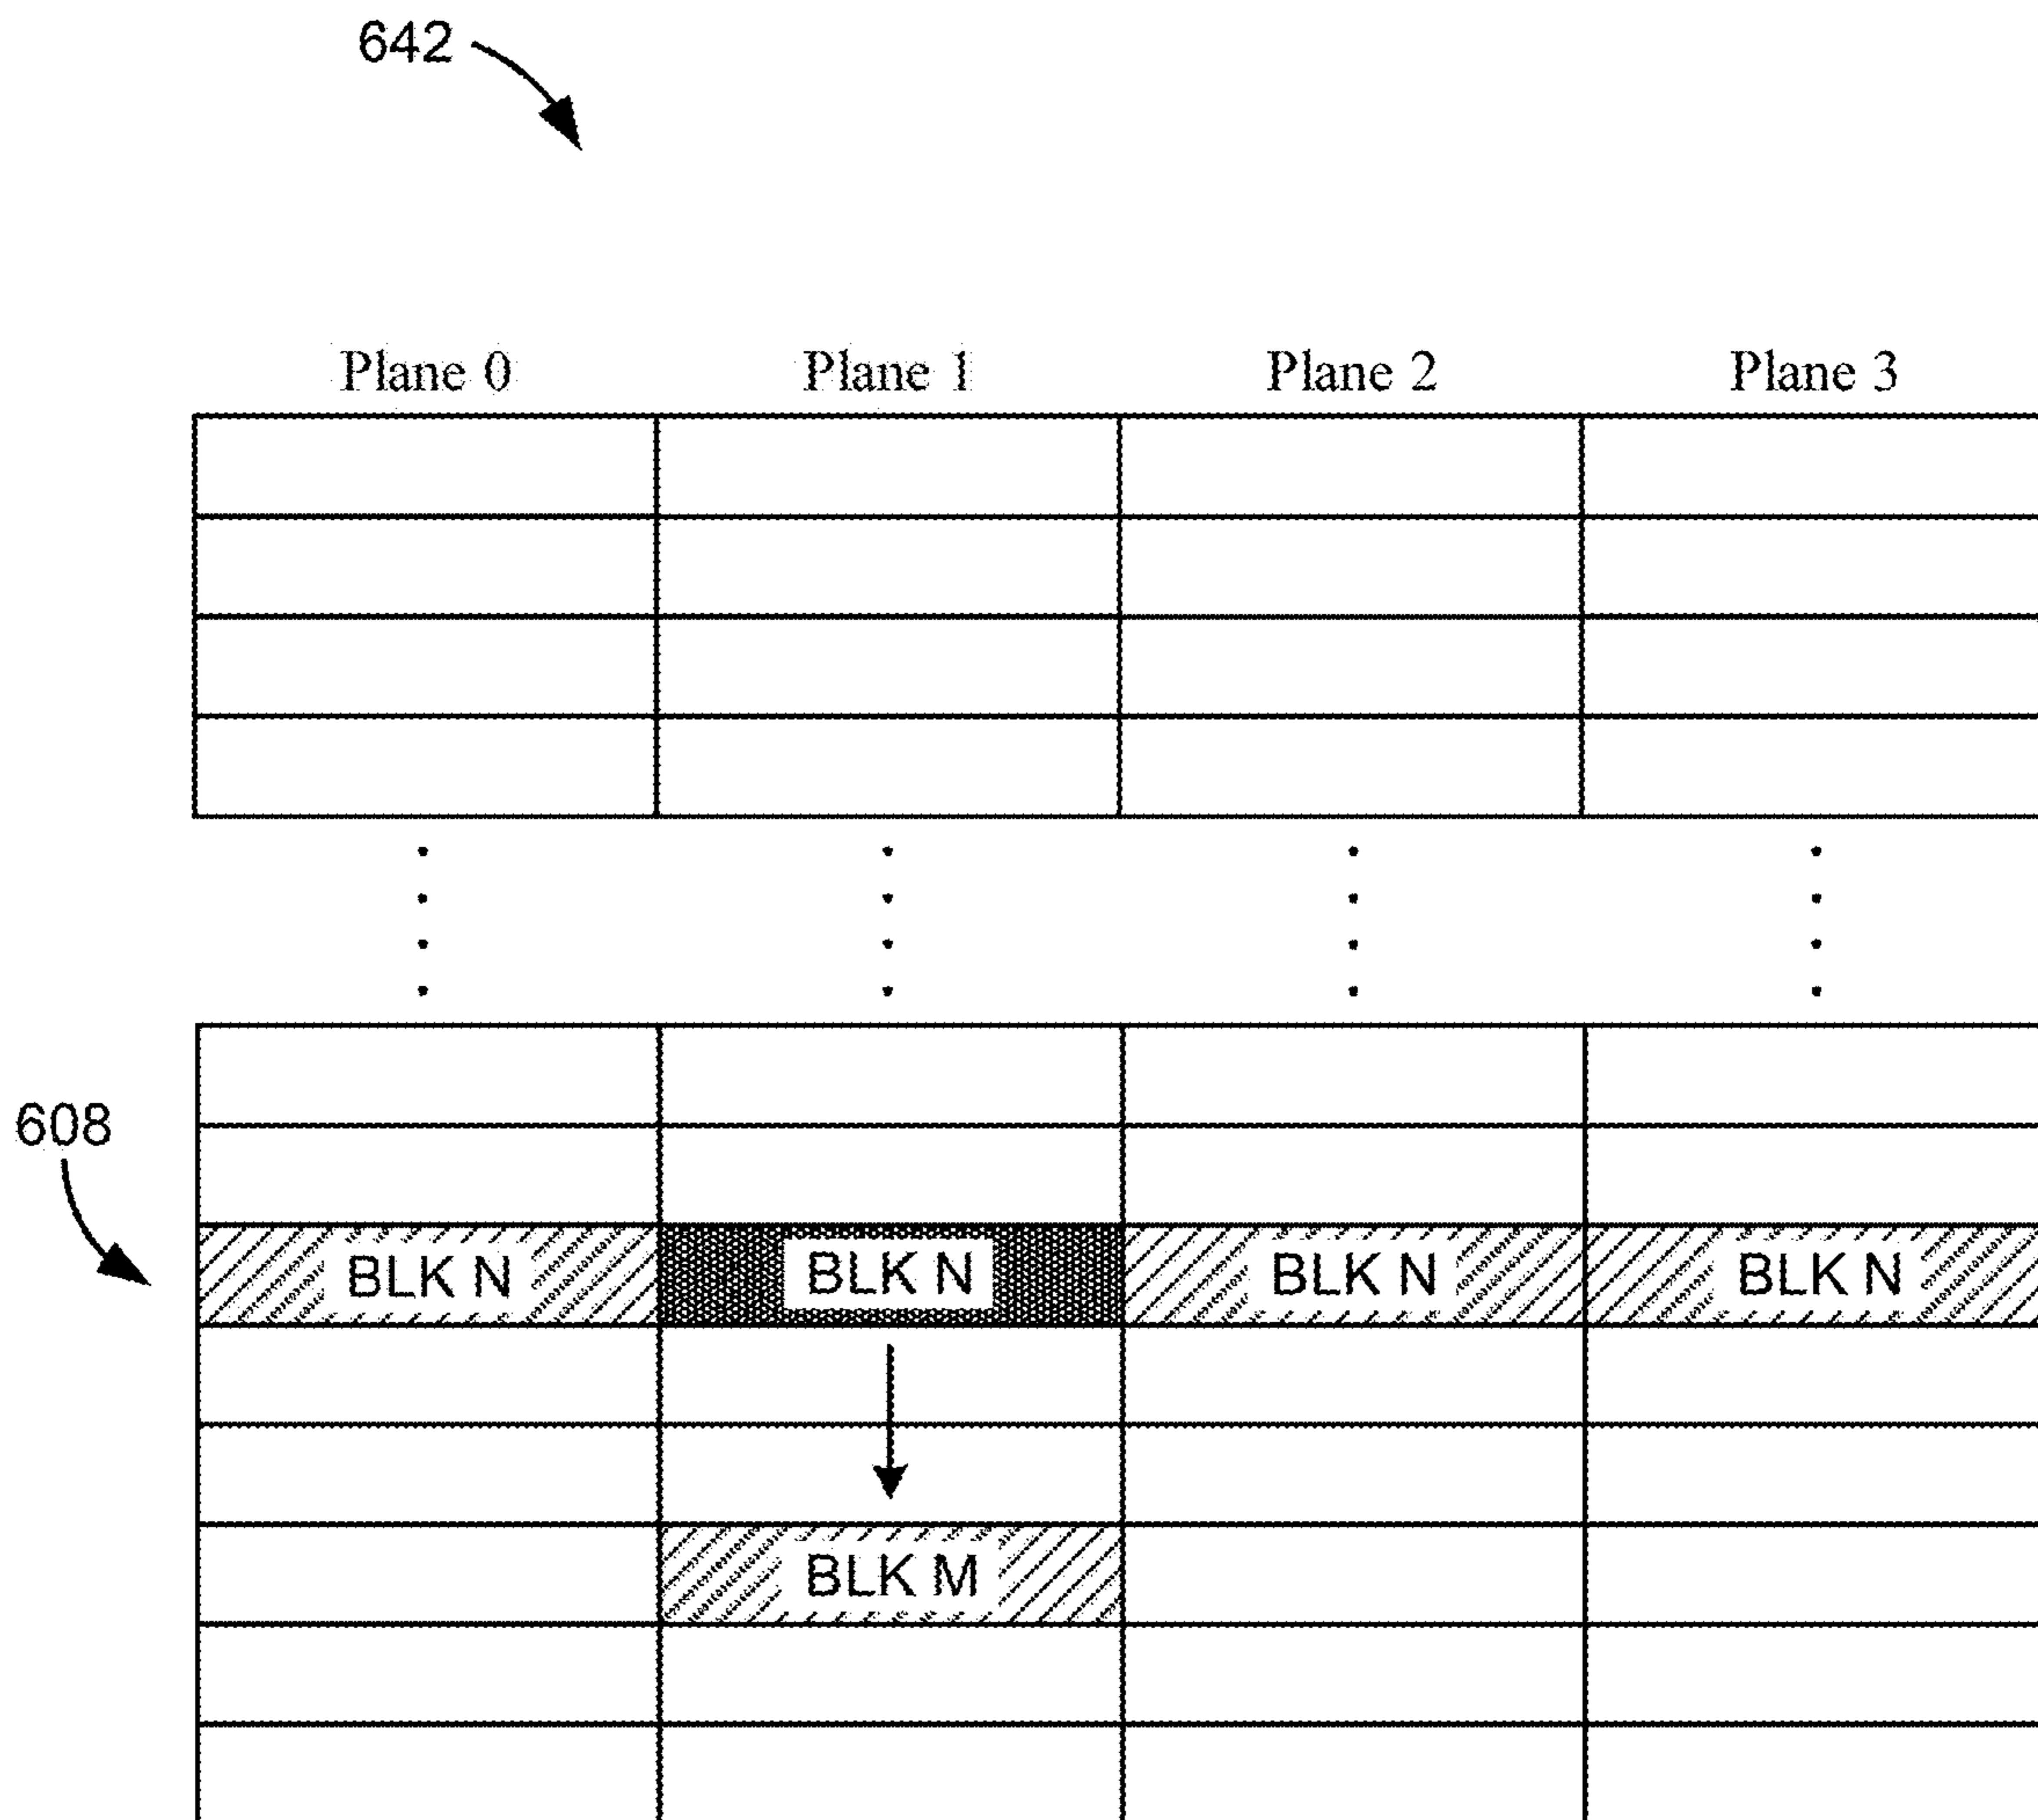 642
Plane 0 Plane 1 Plane 2 Plane 3
608
BLK N BLK N BLK N BLK N
BLK M